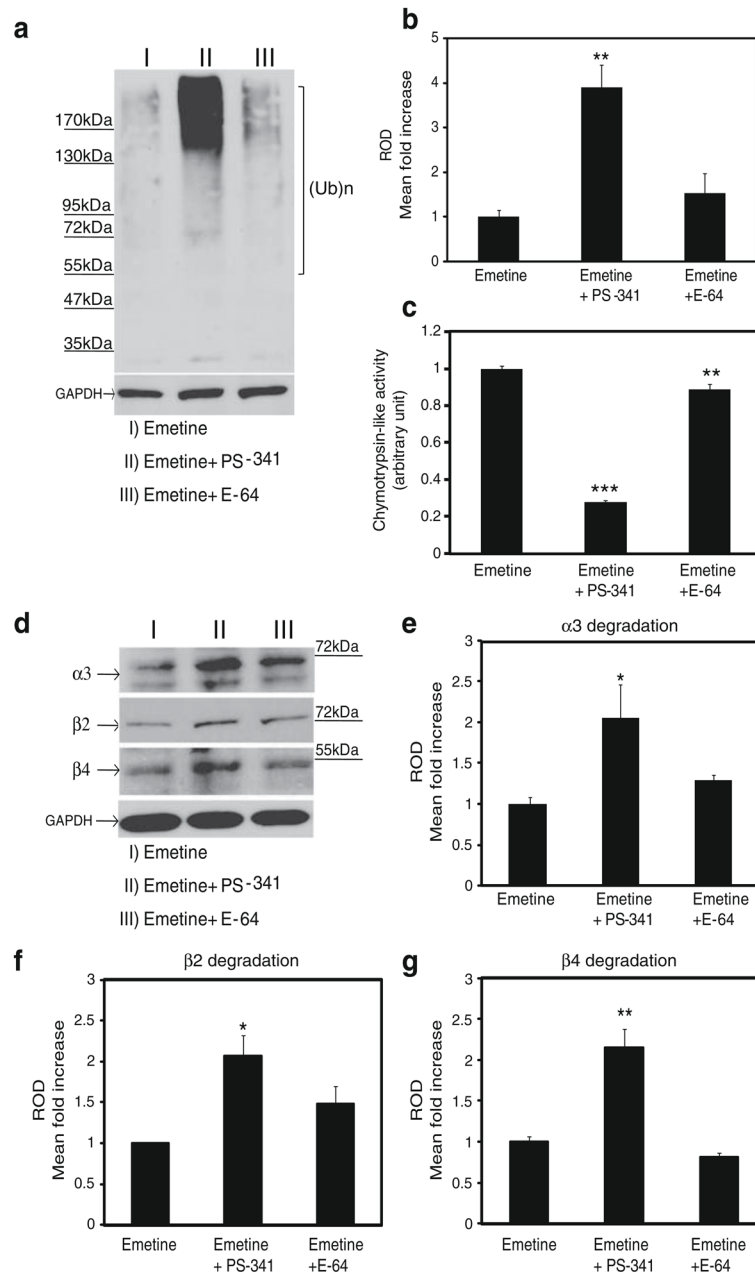 a
I II III
170kDa
130kDa
95kDa
72kDa
55kDa
47kDa
35kDa
(Ub)n
GAPDH→
I) Emetine
II) Emetine+ PS-341
III) Emetine+ E-64
b
5
4
3
2
1
0
ROD
Mean fold increase
**
Emetine
Emetine
+ PS-341
Emetine
+E-64
c
1.2
1
0.8
0.6
0.4
0.2
0
Chymotrypsin-like activity
(arbitrary unit)
***
**
Emetine
Emetine
+ PS-341
Emetine
+E-64
d
I II III
α3→
72kDa
β2→
72kDa
β4→
55kDa
GAPDH→
I) Emetine
II) Emetine+ PS-341
III) Emetine+ E-64
e
α3 degradation
3
2.5
2
1.5
1
0.5
0
ROD
Mean fold increase
*
Emetine
Emetine
+ PS-341
Emetine
+E-64
f
β2 degradation
3
2.5
2
1.5
1
0.5
0
ROD
Mean fold increase
*
Emetine
Emetine
+ PS-341
Emetine
+E-64
g
β4 degradation
3
2.5
2
1.5
1
0.5
0
ROD
Mean fold increase
**
Emetine
Emetine
+ PS-341
Emetine
+E-64